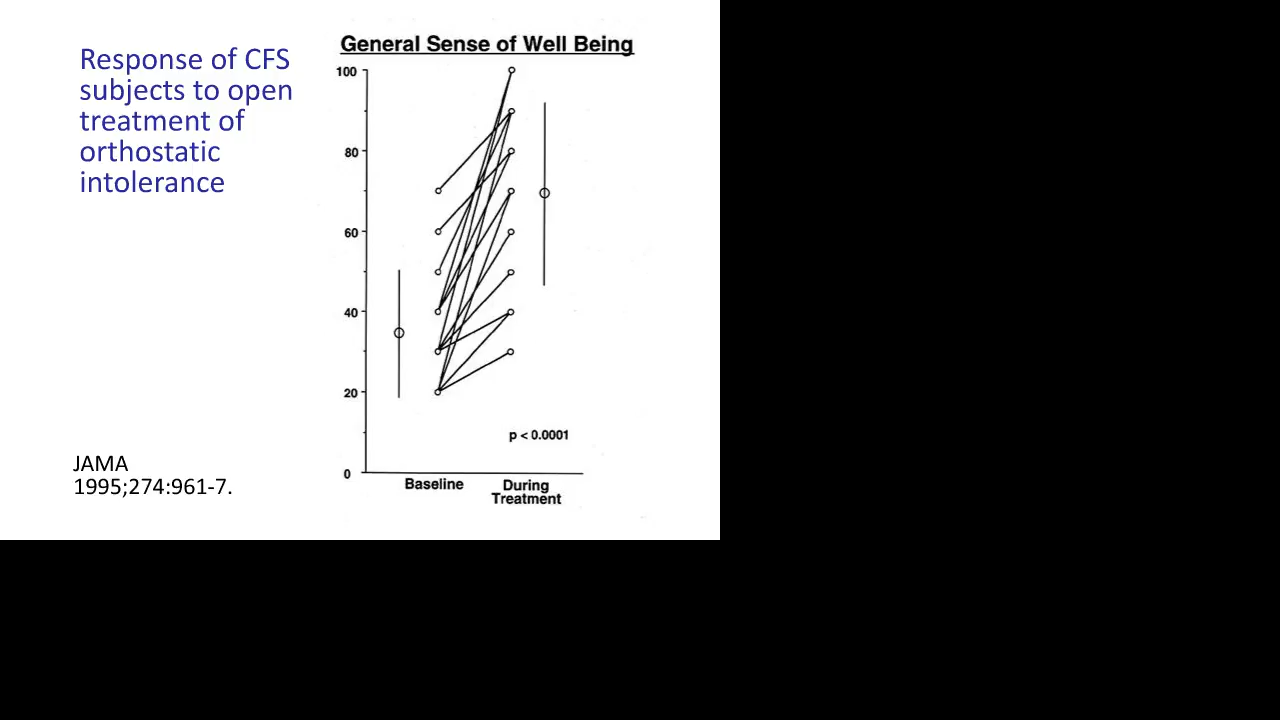 Response of CFS
subjects to open
treatment of
orthostatic
intolerance
General Sense of Well Being
100
80
60
40
20
0
p < 0.0001
Baseline
During
Treatment
JAMA
1995;274:961-7.